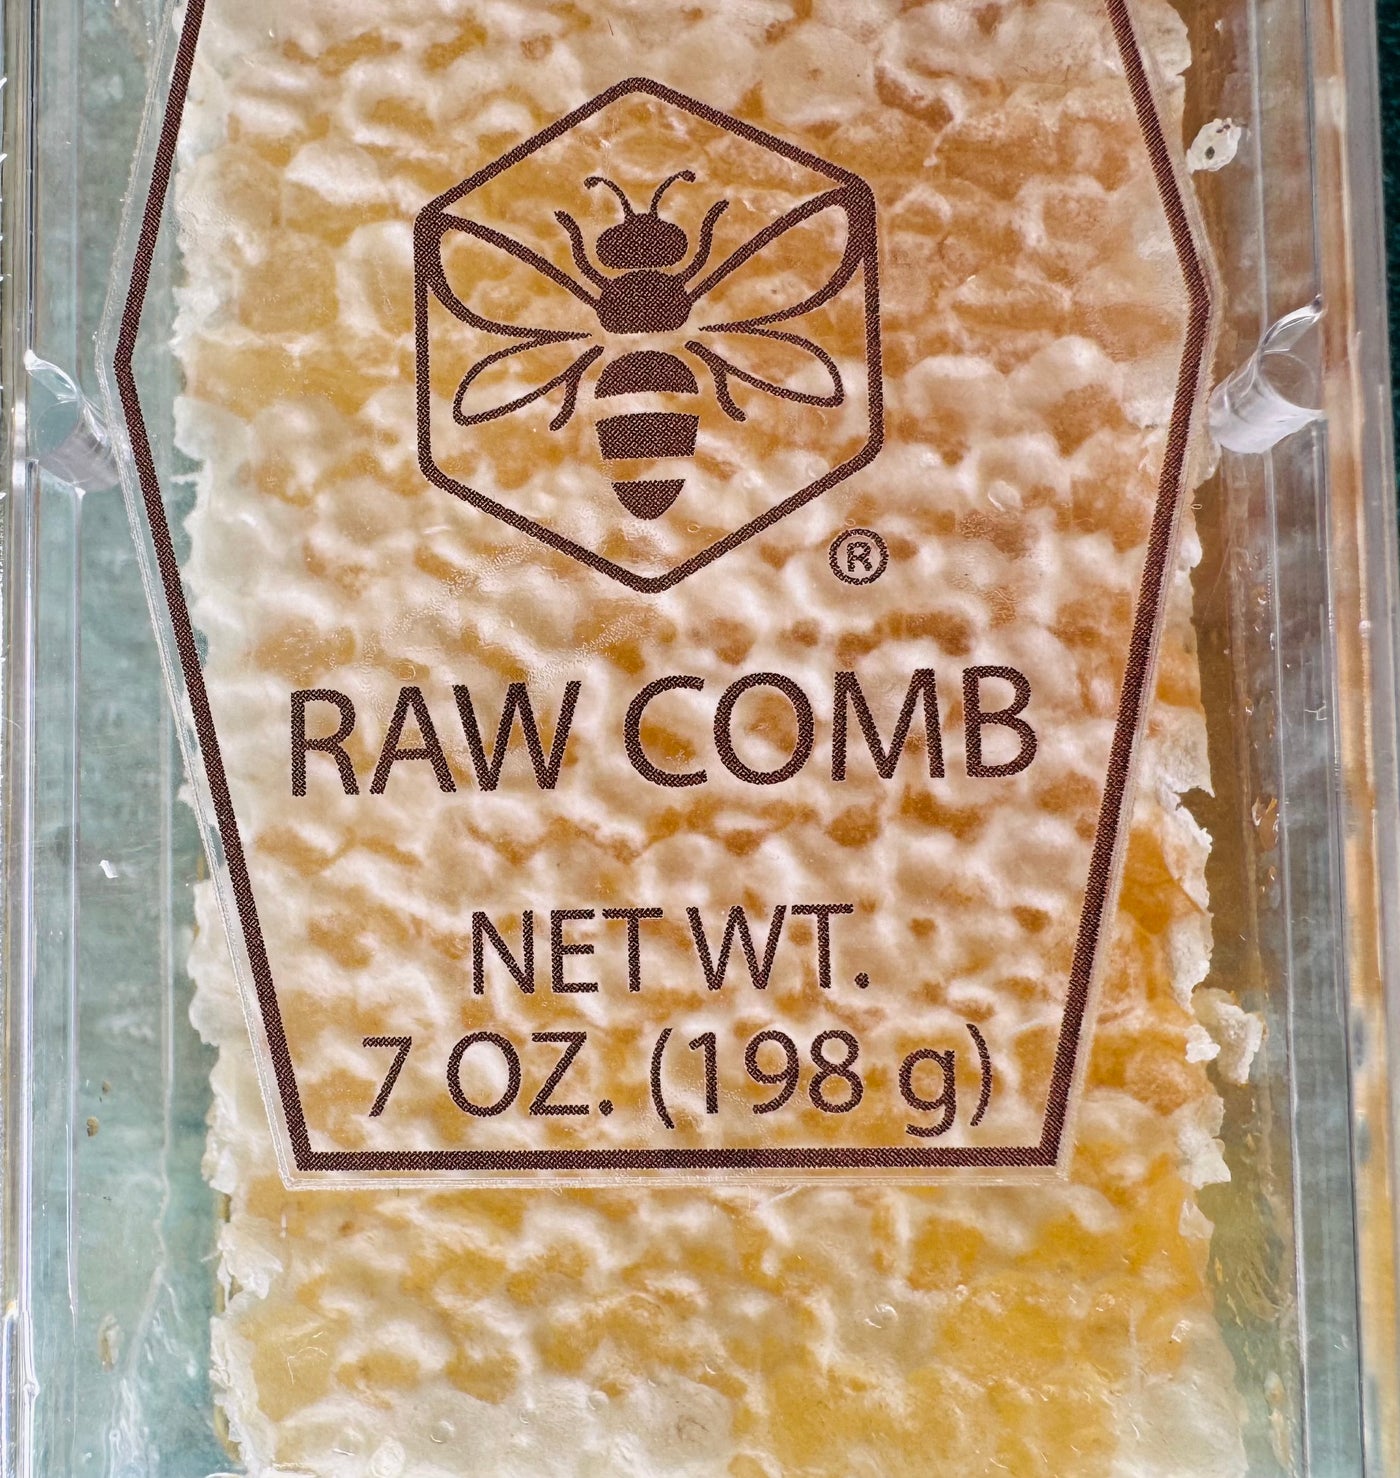 ®
RAW COMB
NET WT.
7 OZ. (198 g)